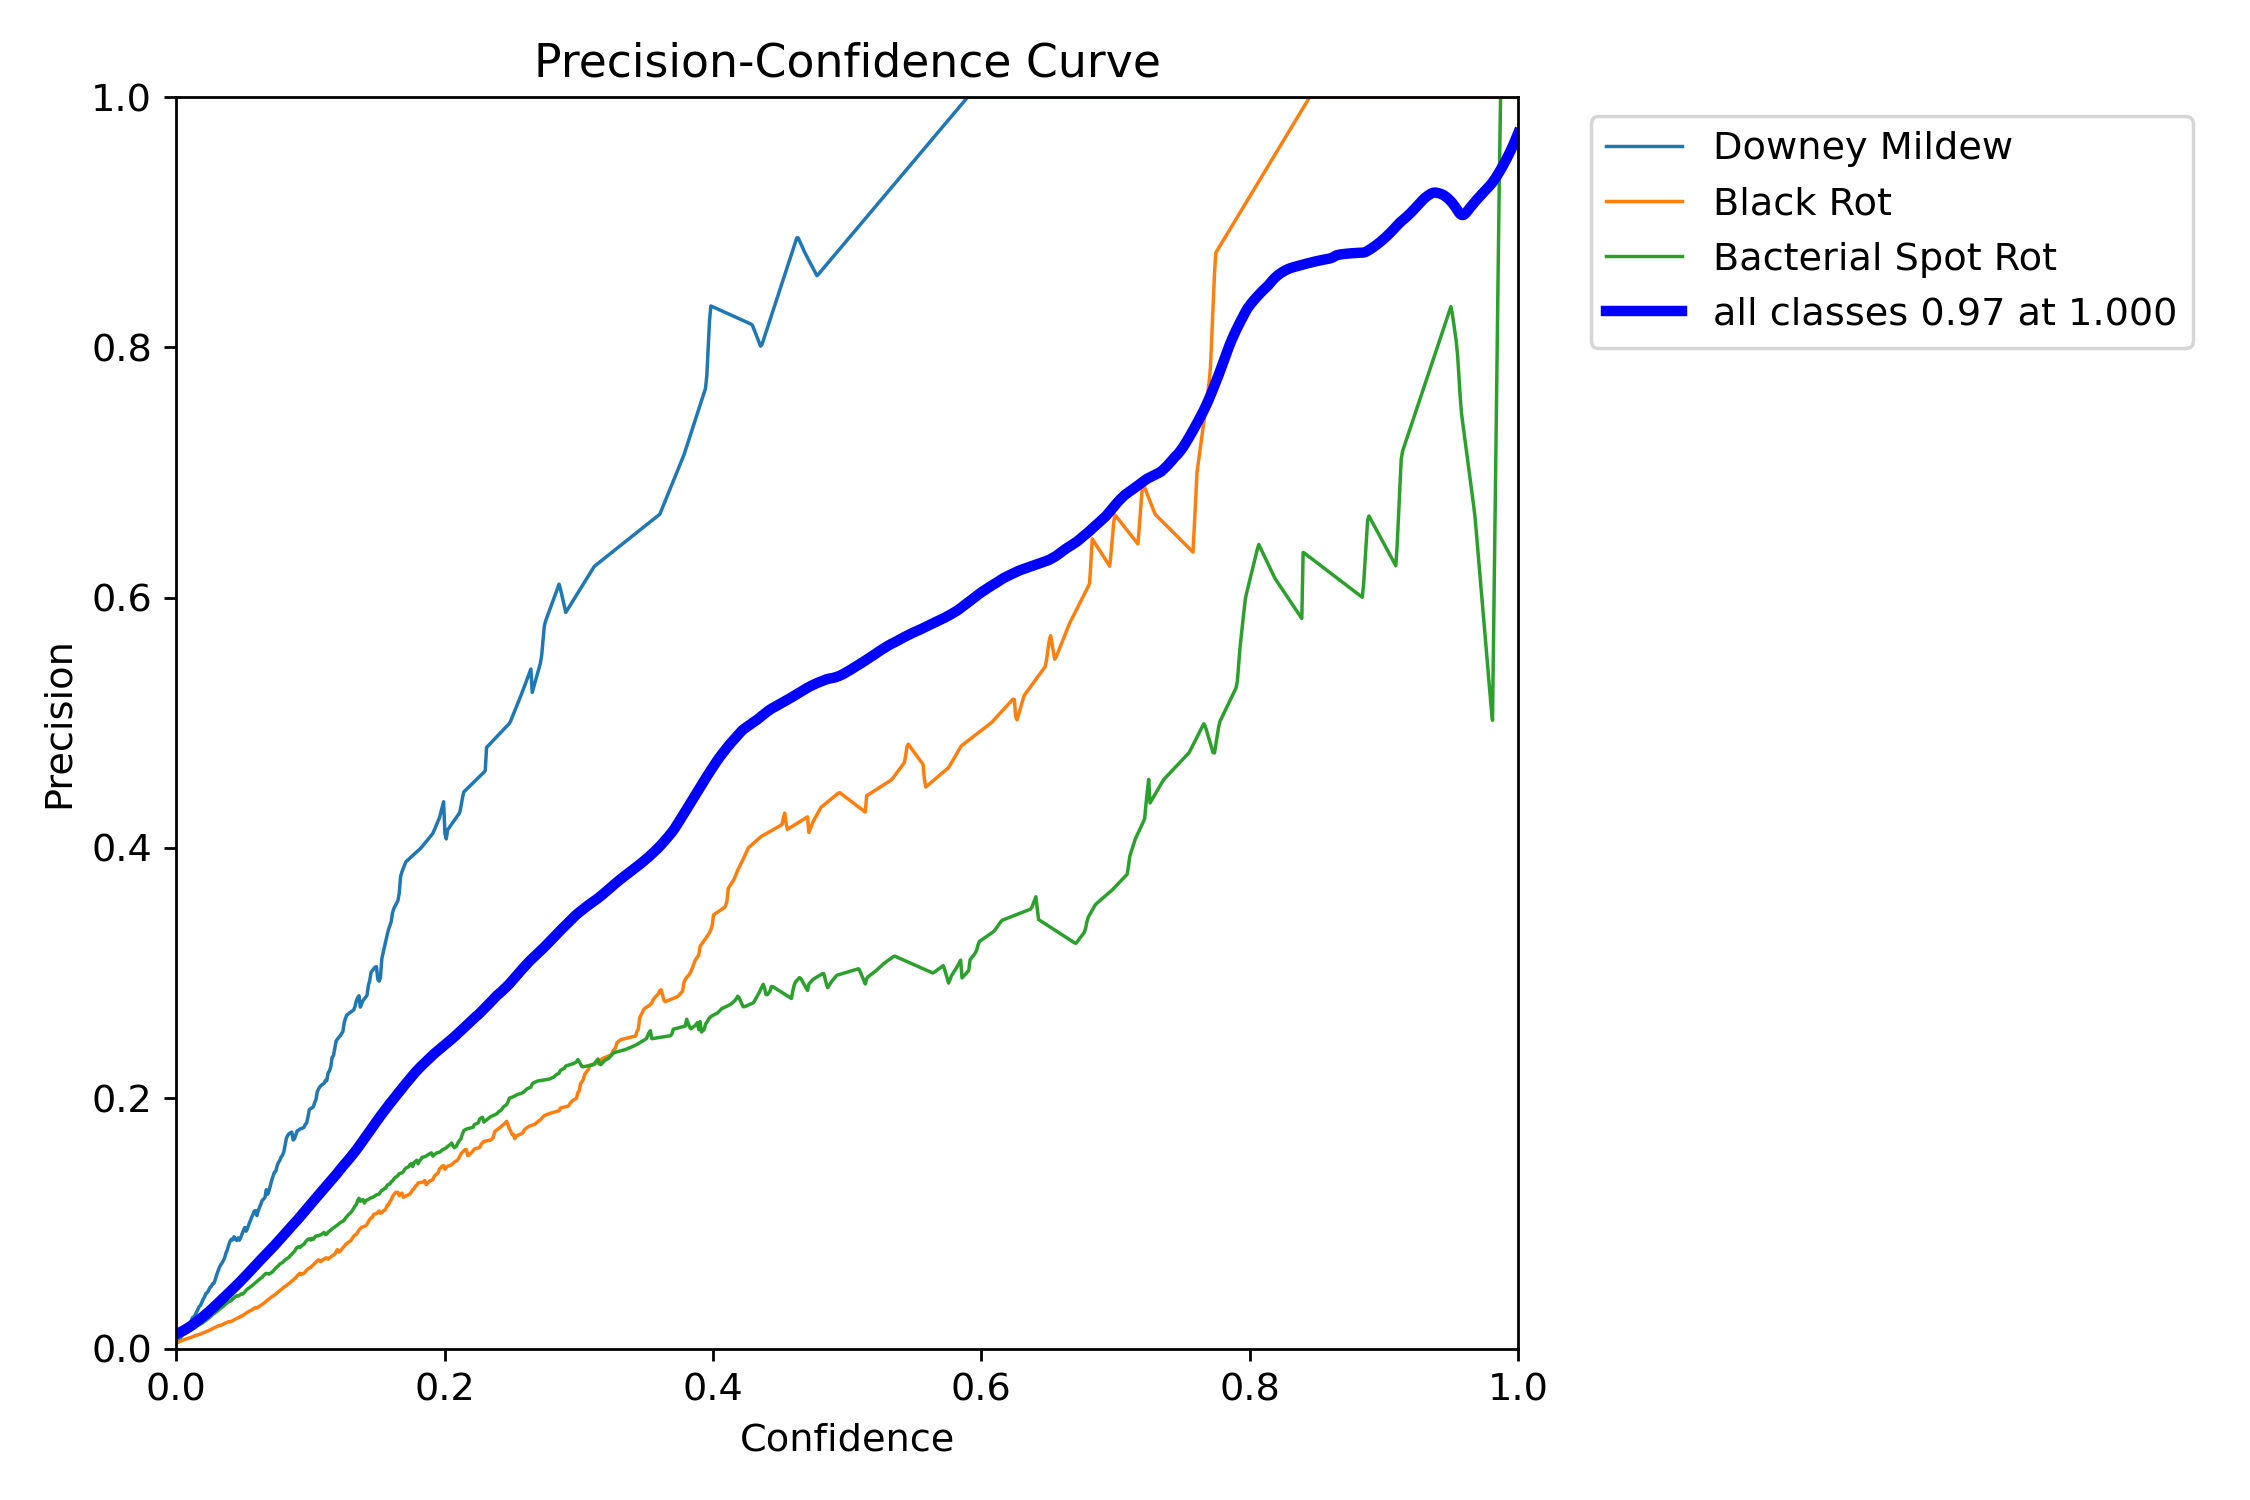 Precision-Confidence Curve
1.0
0.8
0.6
0.4
0.2
0.0
Precision
0.0 0.2 0.4 0.6 0.8 1.0
Confidence
Downey Mildew
Black Rot
Bacterial Spot Rot
all classes 0.97 at 1.000